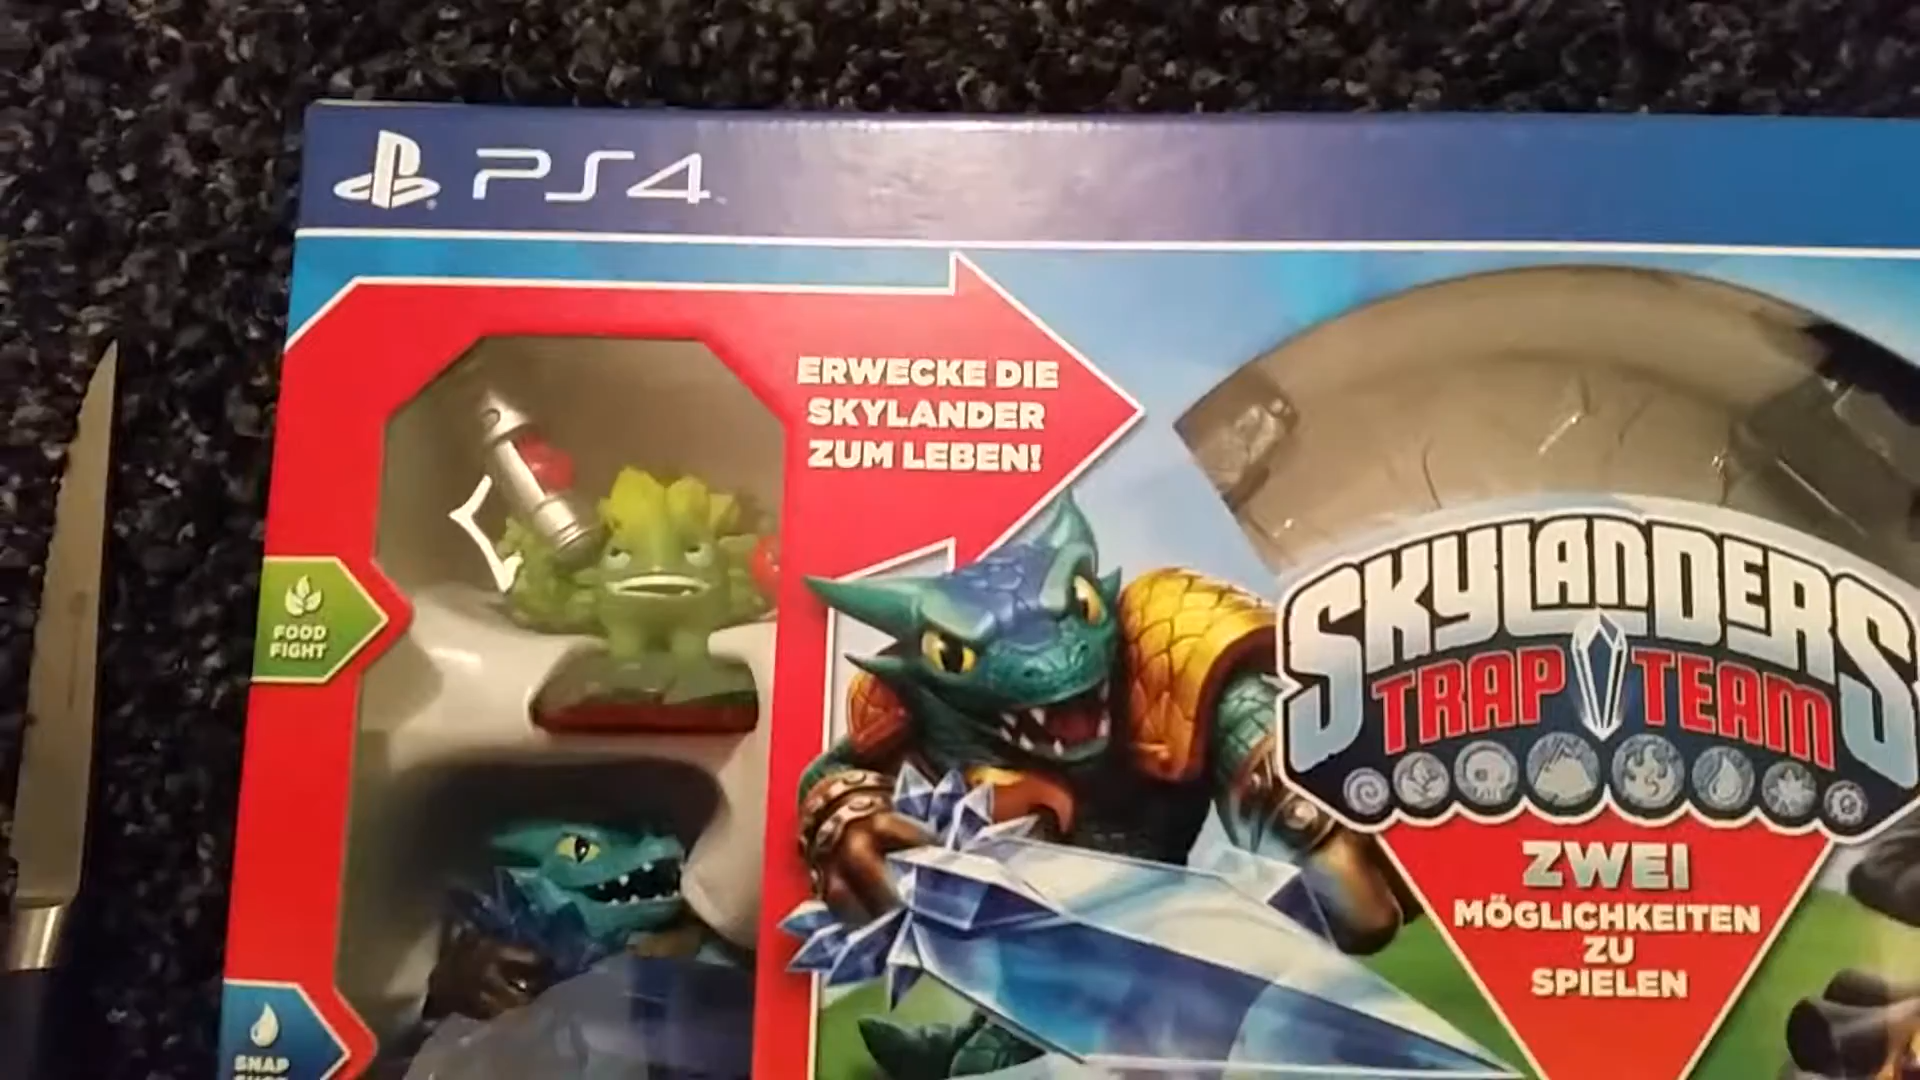 PS4
ERWECKE DIE
SKYLANDER
ZUM LEBEN!
FOOD
FIGHT
SKYLANDERS
TRAP TEAM
ZWEI
MÖGLICHKEITEN
ZU
SPIELEN
SNAP